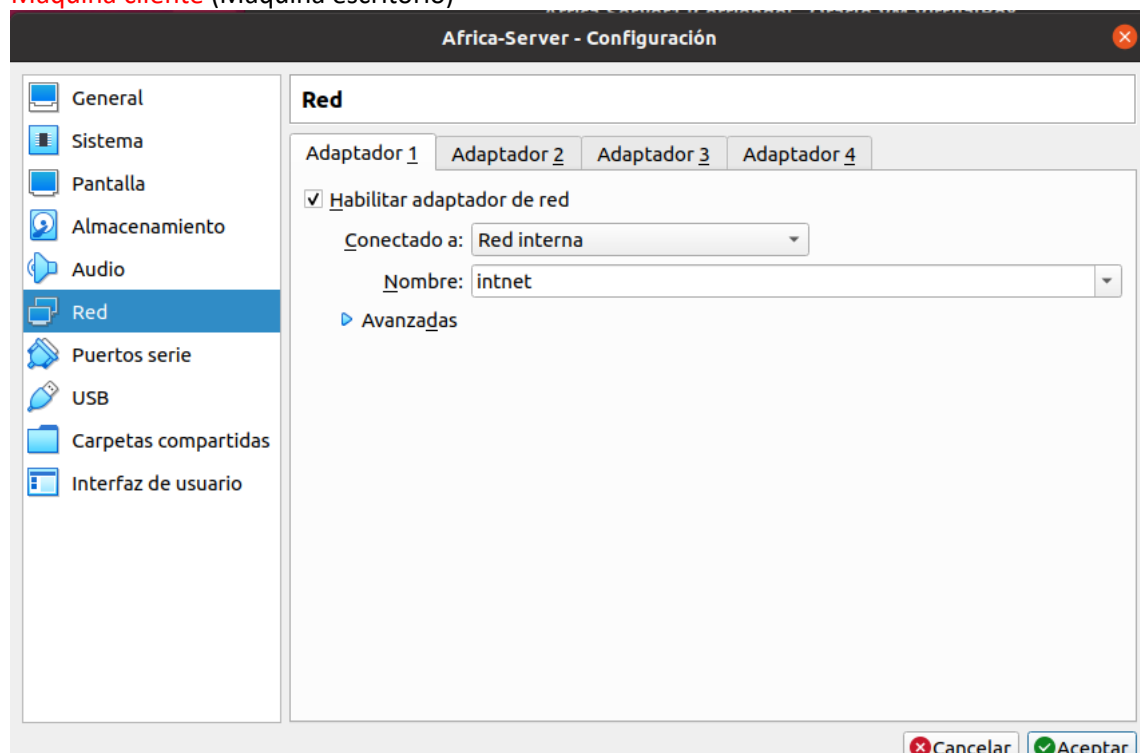 Máquina cliente (Máquina escritorio)
Africa-Server - Configuración
General
Sistema
Pantalla
Almacenamiento
Audio
Red
Puertos serie
USB
Carpetas compartidas
Interfaz de usuario
Red
Adaptador 1 Adaptador 2 Adaptador 3 Adaptador 4
Habilitar adaptador de red
Conectado a: Red interna
Nombre: intnet
Avanzadas
Cancelar Aceptar